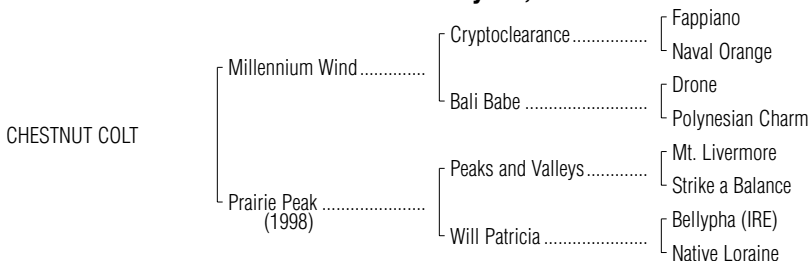 Fappiano
Cryptoclearance
Naval Orange
Millennium Wind
Drone
Bali Babe
Polynesian Charm
CHESTNUT COLT
Mt. Livermore
Peaks and Valleys
Strike a Balance
Prairie Peak
(1998)
Bellypha (IRE)
Will Patricia
Native Loraine